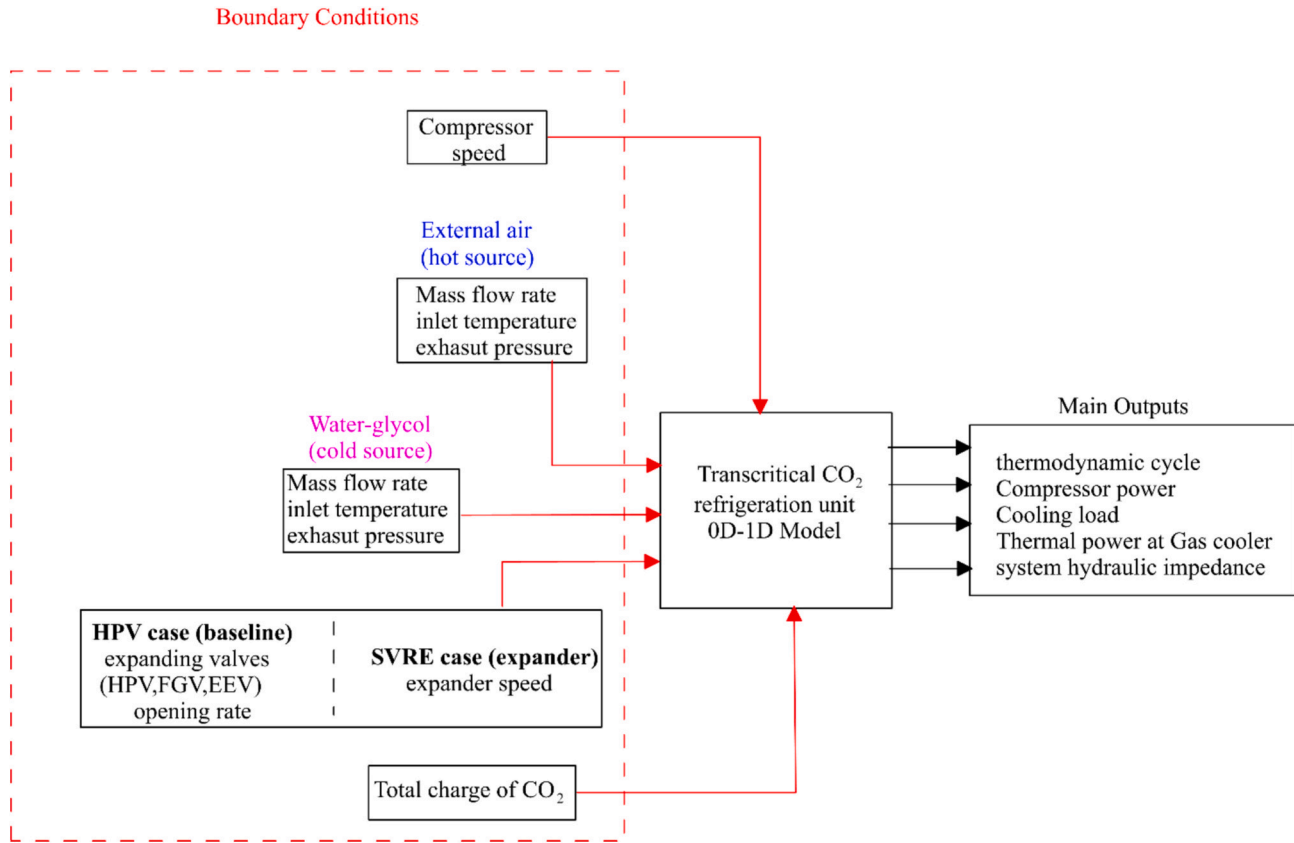 Boundary Conditions
Compressor
speed
External air
(hot source)
Mass flow rate
inlet temperature
exhasut pressure
Water-glycol
(cold source)
Mass flow rate
inlet temperature
exhasut pressure
HPV case (baseline)
expanding valves
(HPV,FGV,EEV)
opening rate
SVRE case (expander)
expander speed
Total charge of CO₂
Transcritical CO₂
refrigeration unit
0D-1D Model
Main Outputs
thermodynamic cycle
Compressor power
Cooling load
Thermal power at Gas cooler
system hydraulic impedance